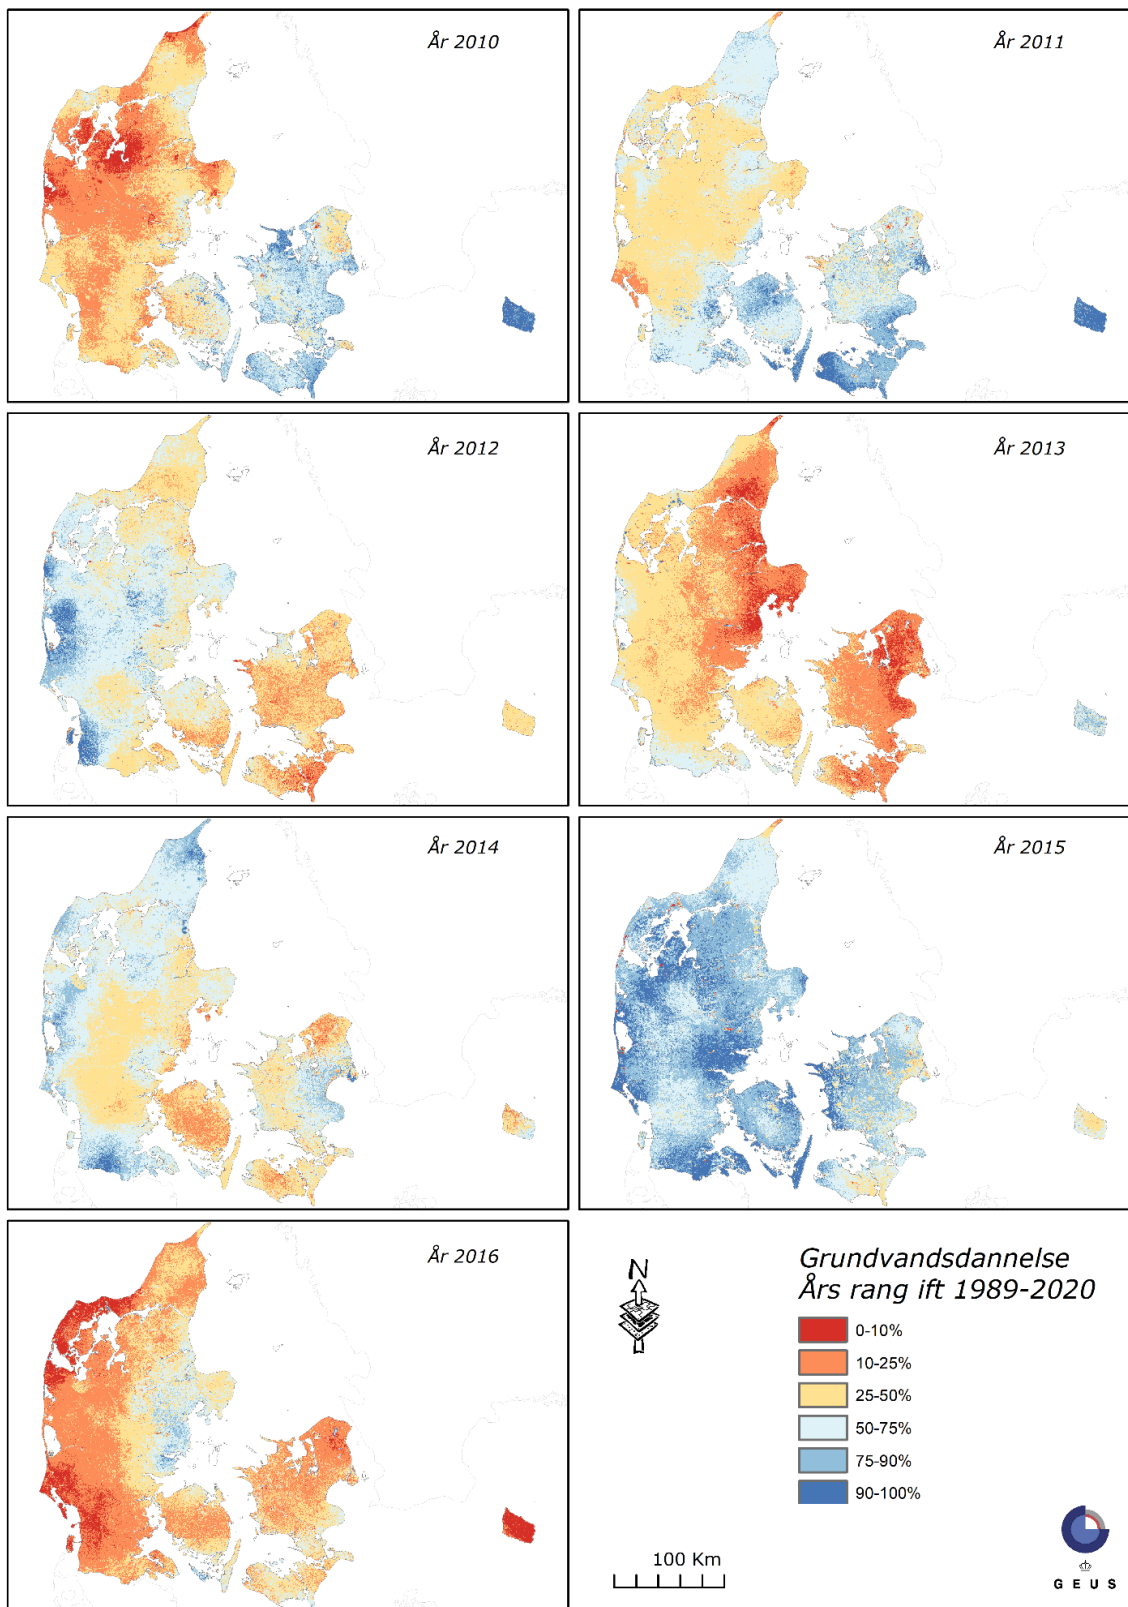 År 2010
År 2011
År 2012
År 2013
År 2014
År 2015
År 2016
N
Grundvandsdannelse
Års rang ift 1989-2020
0-10%
10-25%
25-50%
50-75%
75-90%
90-100%
100 Km
GEUS